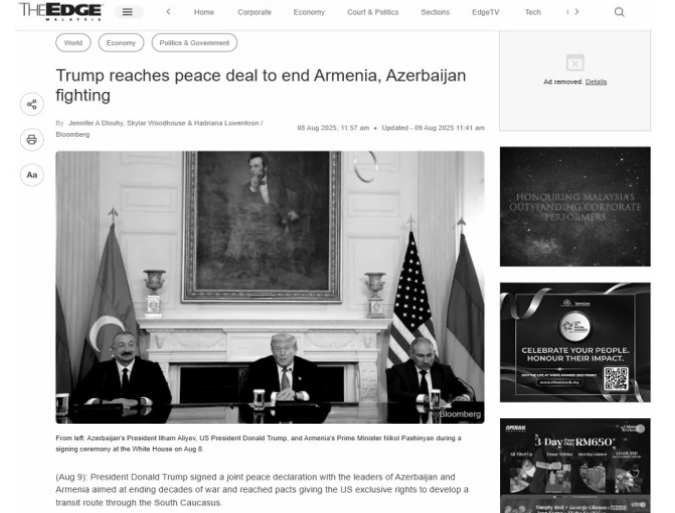 THE EDGE
MALAYSIA
Home Corporate Economy Court & Politics Sections EdgeTV Tech
World Economy Politics & Government
Trump reaches peace deal to end Armenia, Azerbaijan
fighting
By Jennifer A Dlouhy, Skylar Woodhouse & Hadriana Lowenkron /
Bloomberg
08 Aug 2025, 11:57 am • Updated - 09 Aug 2025 11:41 am
Aa
Bloomberg
From left: Azerbaijan's President Ilham Aliyev, US President Donald Trump, and Armenia's Prime Minister Nikol Pashinyan during a
signing ceremony at the White House on Aug 8.
(Aug 9): President Donald Trump signed a joint peace declaration with the leaders of Azerbaijan and
Armenia aimed at ending decades of war and reached pacts giving the US exclusive rights to develop a
transit route through the South Caucasus.
Ad removed. Details
HONOURING MALAYSIA'S
OUTSTANDING CORPORATE
PERFORMERS
CELEBRATE YOUR PEOPLE.
HONOUR THEIR IMPACT.
3-Day RM650